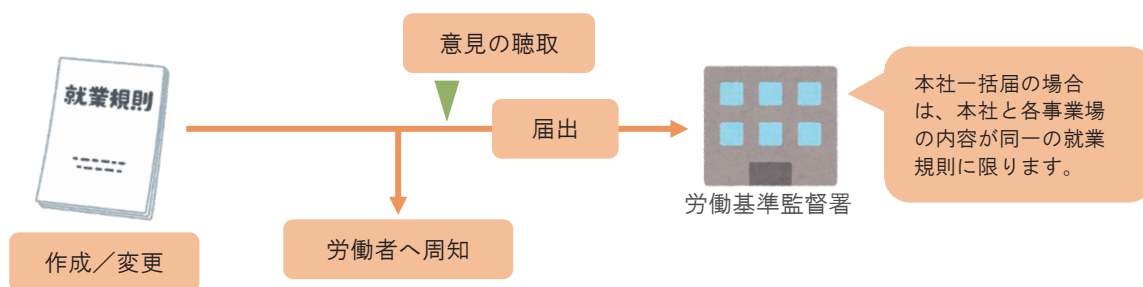 意見の聴取
就業規則
届出
本社一括届の場合
は、本社と各事業場
の内容が同一の就業
規則に限ります。
労働基準監督署
労働者へ周知
作成／変更